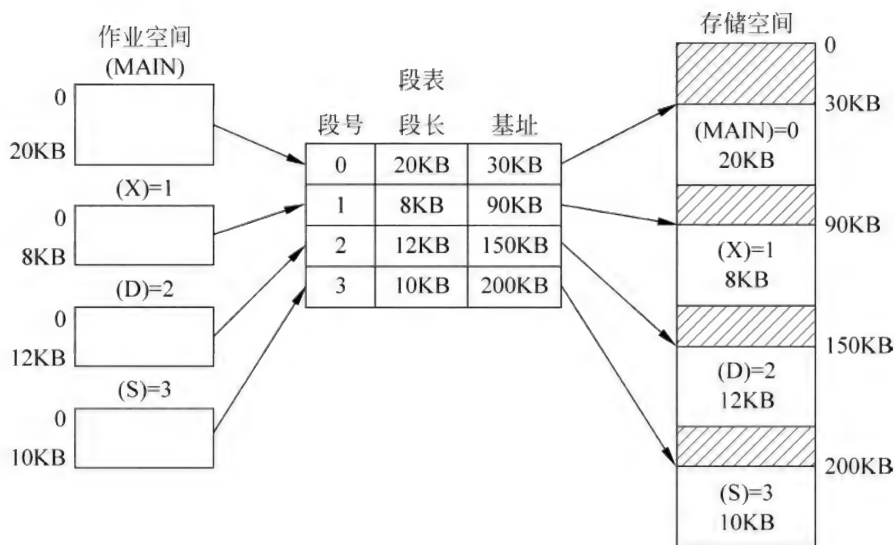 作业空间
(MAIN)
0
20KB
(X)=1
0
8KB
(D)=2
0
12KB
(S)=3
0
10KB
段表
段号 段长 基址
0 20KB 30KB
1 8KB 90KB
2 12KB 150KB
3 10KB 200KB
存储空间
0
30KB
(MAIN)=0
20KB
90KB
(X)=1
8KB
150KB
(D)=2
12KB
200KB
(S)=3
10KB